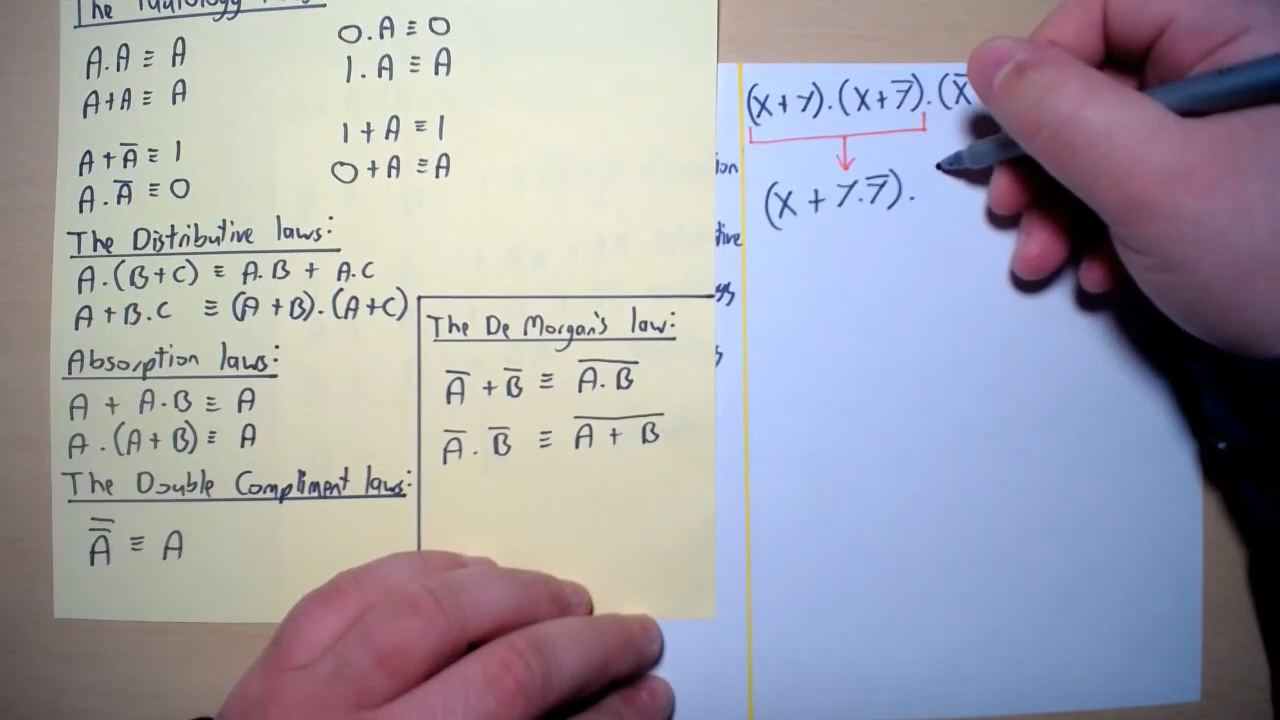 The
A.A ≡ A
A+A ≡ A
A+A̅ ≡ 1
A.A̅ ≡ 0
0.A ≡ 0
1.A ≡ A
1+A ≡ 1
0+A ≡ A
The Distributive laws:
A.(B+C) ≡ A.B + A.C
A+B.C ≡ (A+B).(A+C)
Absorption laws:
A + A.B ≡ A
A.(A+B) ≡ A
The Double Compliment laws:
A̿ ≡ A
The De Morgan's law:
A̅ + B̅ ≡ A̅.̅B̅
A̅ . B̅ ≡ A̅ ̅+̅ ̅B̅
(x+y).(x+y̅).(x̅
(x + y.y̅).